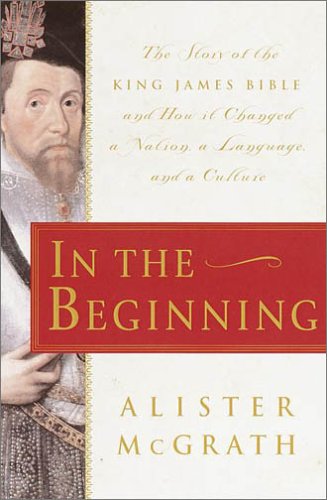 The Story of the
KING JAMES BIBLE
and How it Changed
a Nation, a Language,
and a Culture
IN THE
BEGINNING
ALISTER
McGRATH